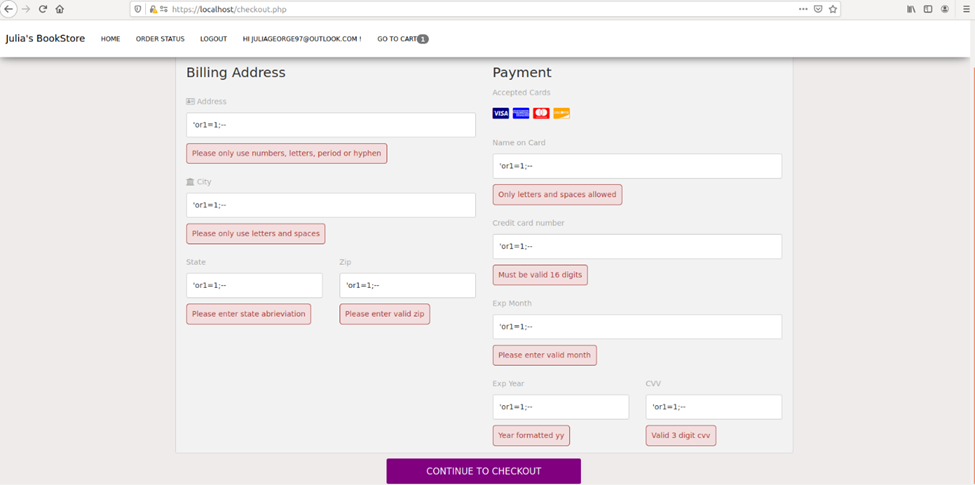 https://localhost/checkout.php
Julia's BookStore HOME ORDER STATUS LOGOUT HI JULIAGEORGE97@OUTLOOK.COM ! GO TO CART 1
Billing Address
Address
'or1=1;--
Please only use numbers, letters, period or hyphen
City
'or1=1;--
Please only use letters and spaces
State Zip
'or1=1;-- 'or1=1;--
Please enter state abrieviation Please enter valid zip
Payment
Accepted Cards
VISA
Name on Card
'or1=1;--
Only letters and spaces allowed
Credit card number
'or1=1;--
Must be valid 16 digits
Exp Month
'or1=1;--
Please enter valid month
Exp Year CVV
'or1=1;-- 'or1=1;--
Year formatted yy Valid 3 digit cvv
CONTINUE TO CHECKOUT